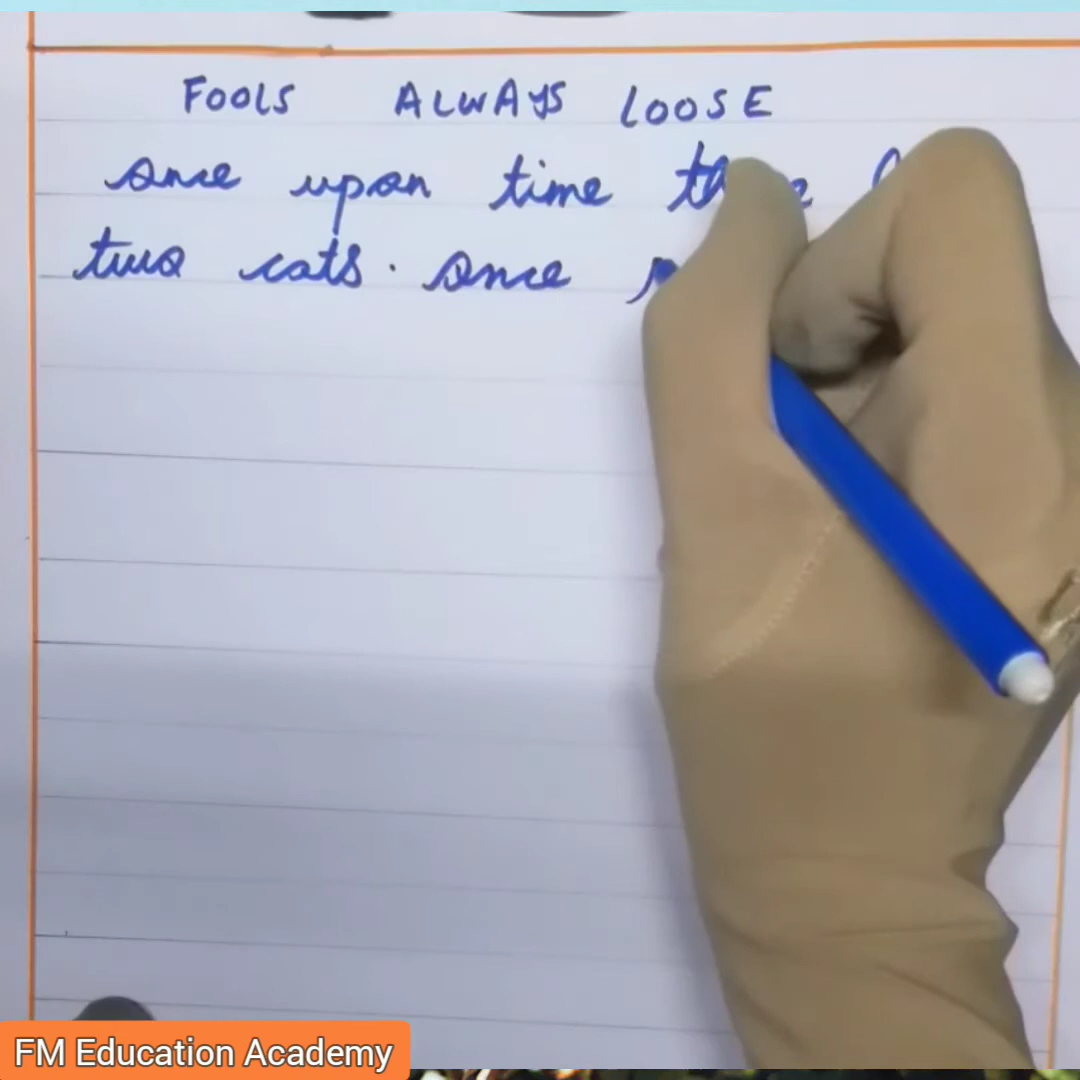 FOOLS ALWAYS LOOSE
once upon time
two cats. once
FM Education Academy